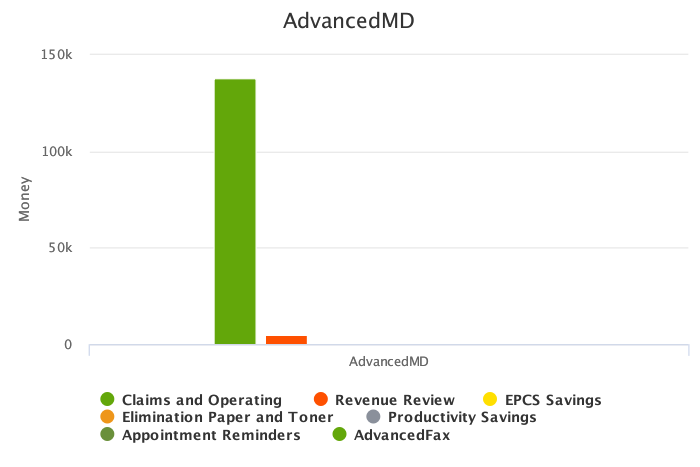 AdvancedMD
150k
100k
50k
0
Money
AdvancedMD
Claims and Operating Revenue Review EPCS Savings
Elimination Paper and Toner Productivity Savings
Appointment Reminders AdvancedFax